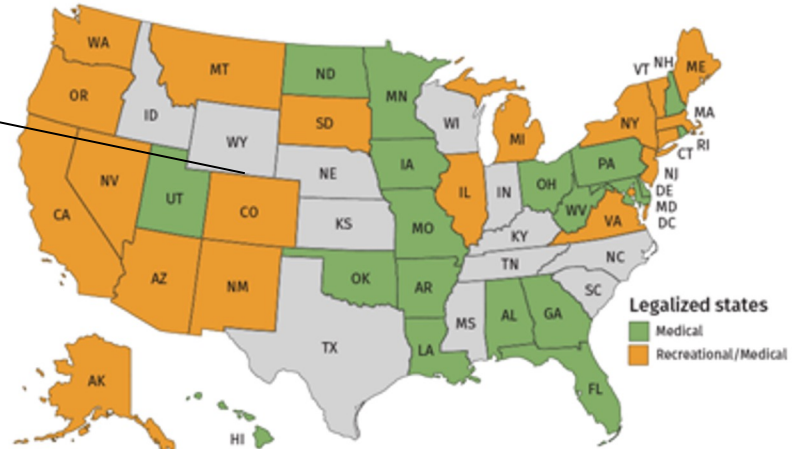 WA
MT
ND
MN
VT
NH
ME
OR
ID
SD
WI
MI
NY
MA
WY
RI
CT
IA
NE
PA
NJ
NV
UT
CO
IL
IN
OH
DE
MD
DC
CA
KS
MO
WV
VA
KY
AZ
NM
OK
AR
TN
NC
SC
MS
AL
GA
Legalized states
Medical
Recreational/Medical
TX
LA
AK
FL
HI